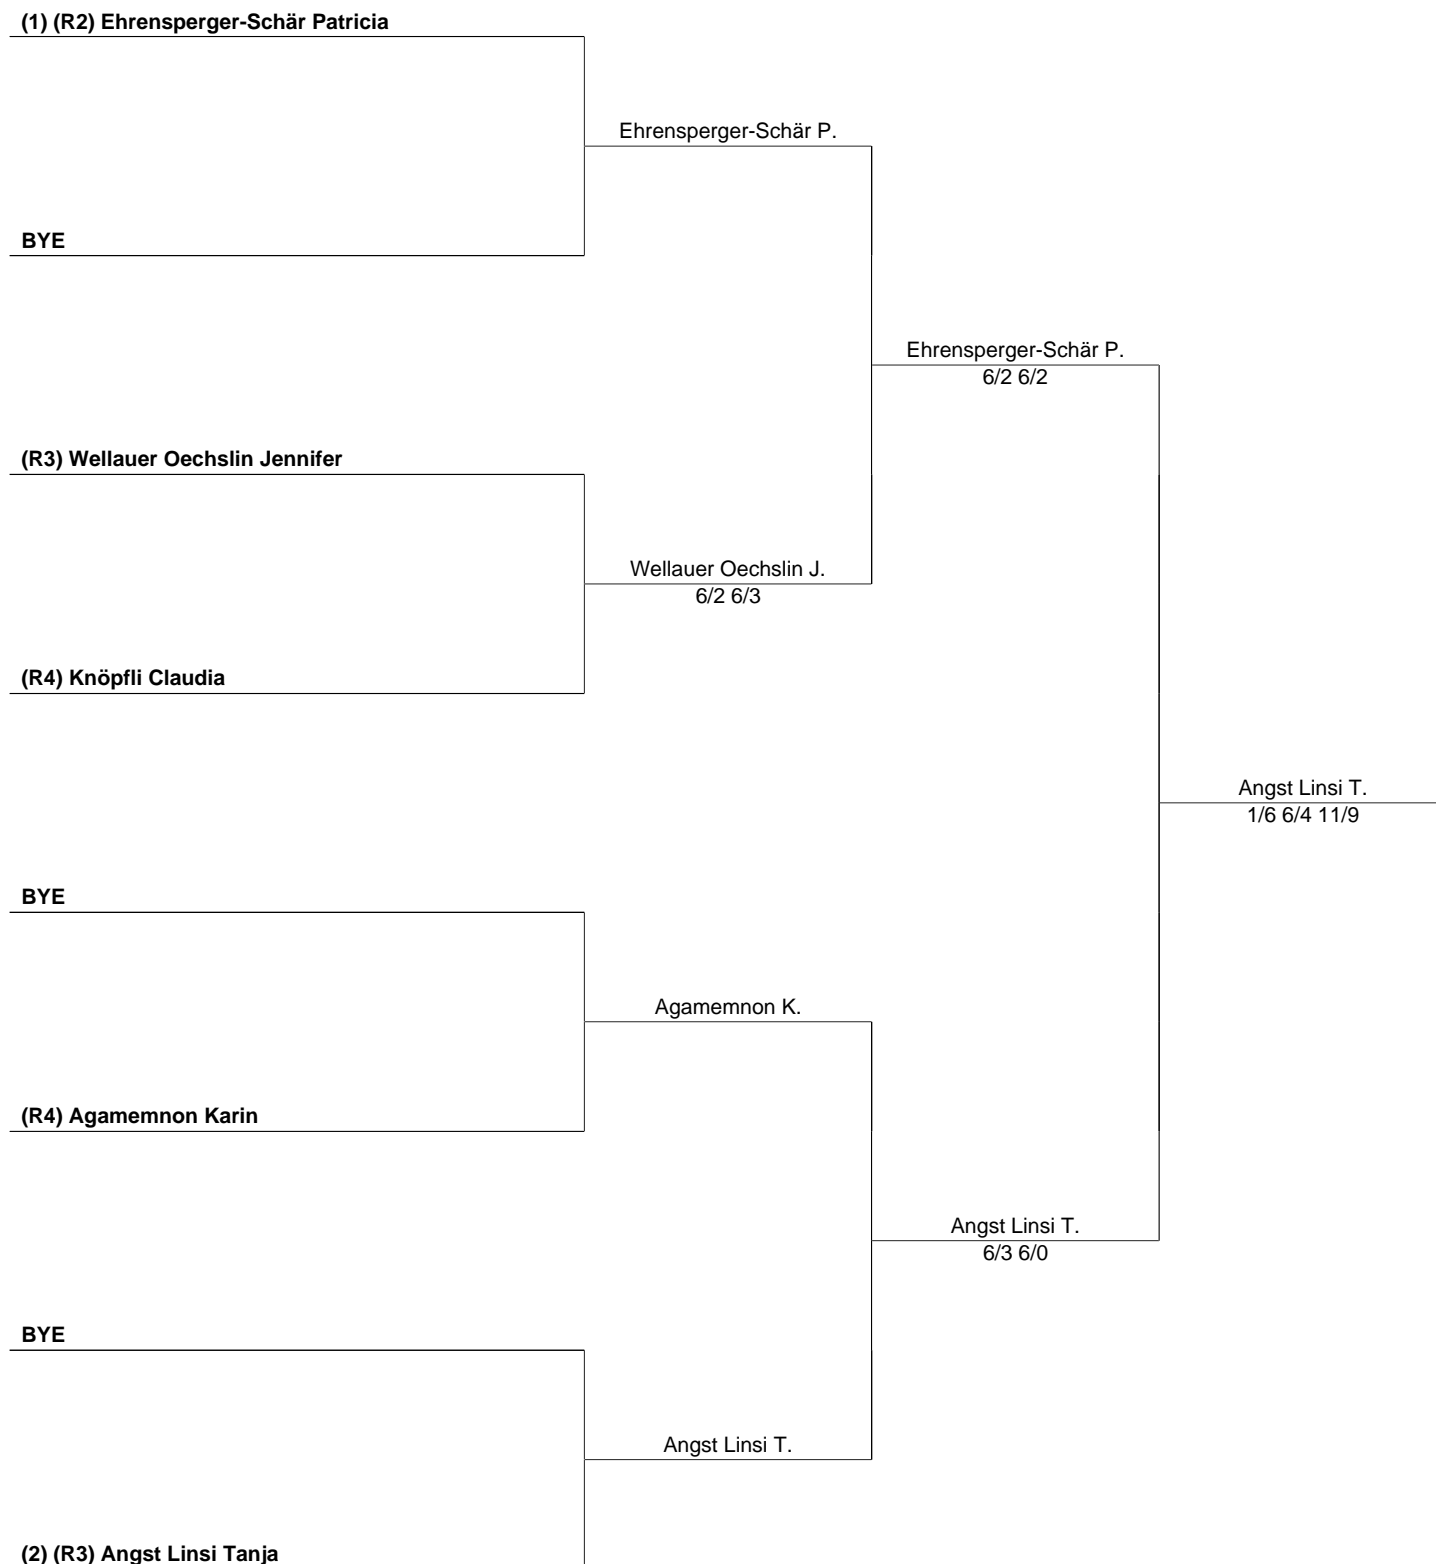 (1) (R2) Ehrensperger-Schär Patricia
Ehrensperger-Schär P.
BYE
Ehrensperger-Schär P.
6/2 6/2
(R3) Wellauer Oechslin Jennifer
Wellauer Oechslin J.
6/2 6/3
(R4) Knöpfli Claudia
Angst Linsi T.
1/6 6/4 11/9
BYE
Agamemnon K.
(R4) Agamemnon Karin
Angst Linsi T.
6/3 6/0
BYE
Angst Linsi T.
(2) (R3) Angst Linsi Tanja